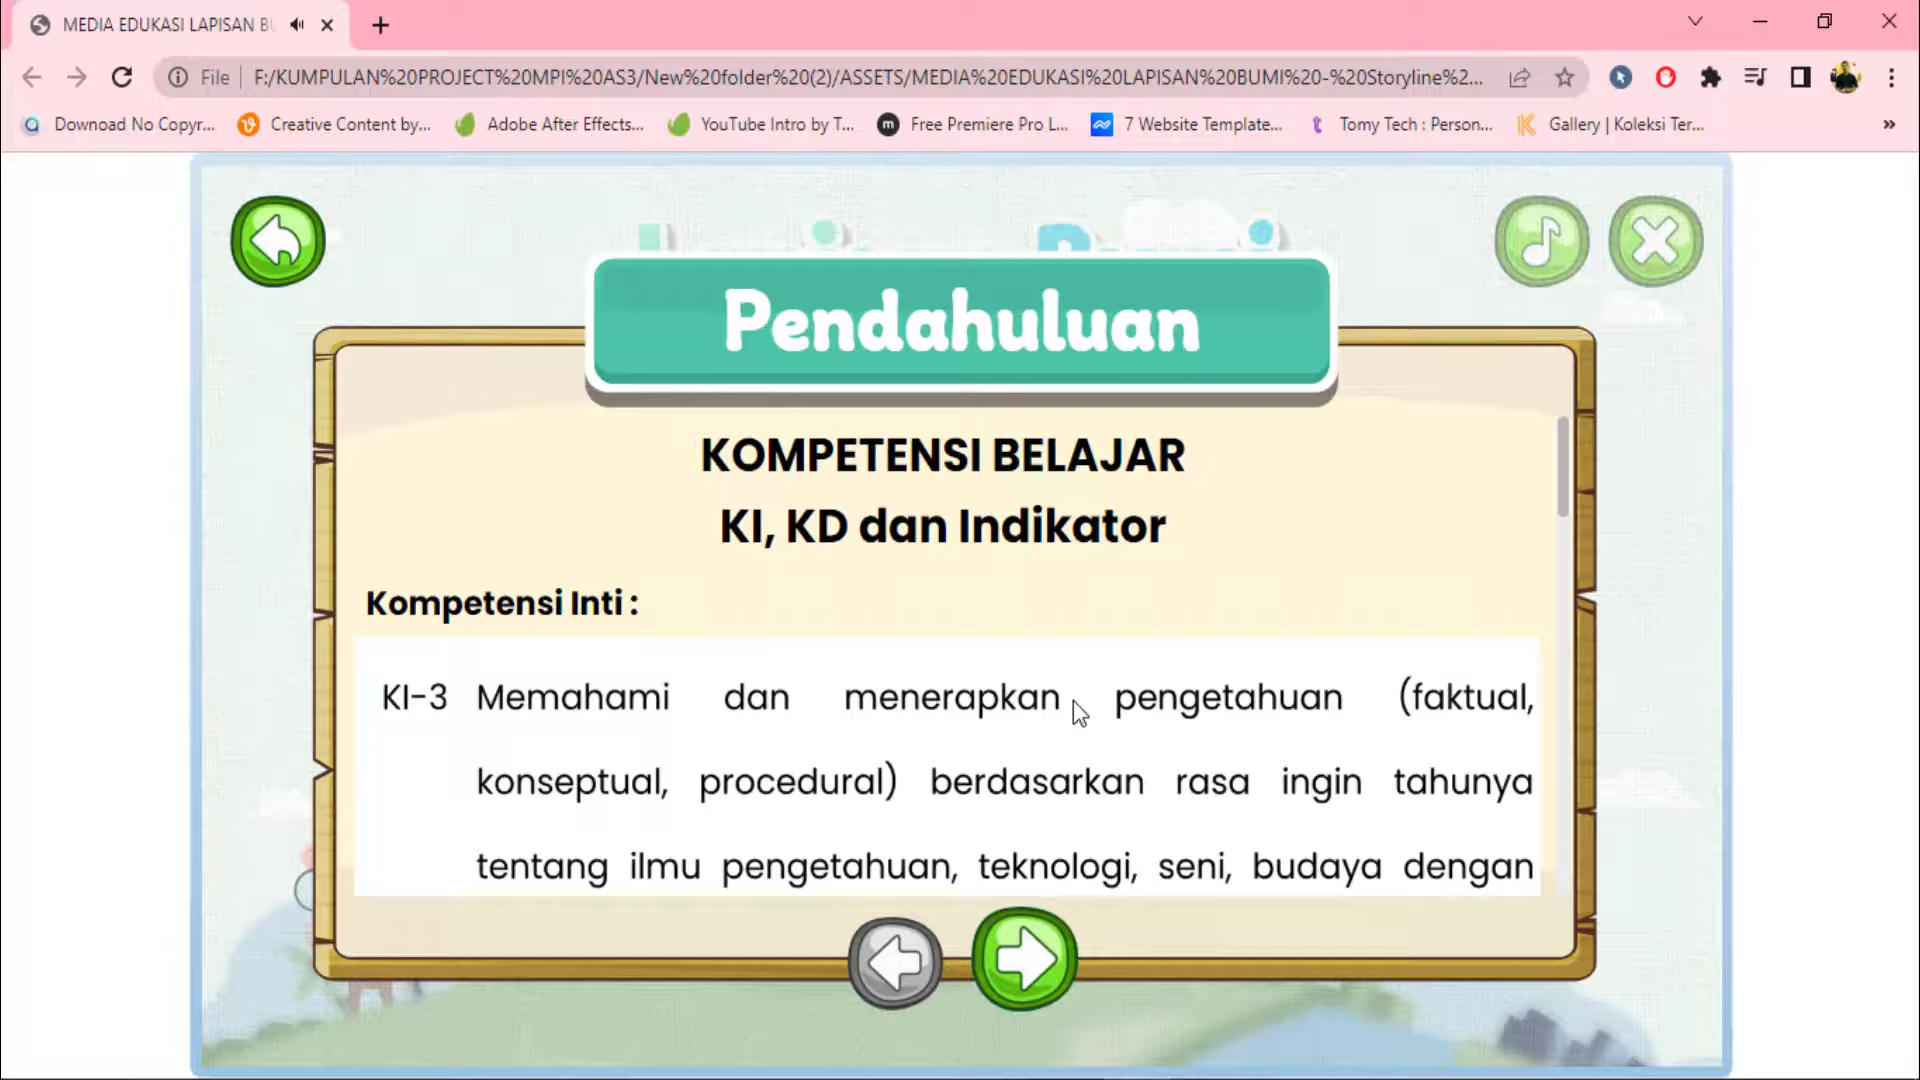 MEDIA EDUKASI LAPISAN BU
File
F:/KUMPULAN%20PROJECT%20MPI%20AS3/New%20folder%20(2)/ASSETS/MEDIA%20EDUKASI%20LAPISAN%20BUMI%20-%20Storyline%2...
Downoad No Copyr...
Creative Content by...
Adobe After Effects...
YouTube Intro by T...
Free Premiere Pro L...
7 Website Template...
Tomy Tech : Person...
Gallery | Koleksi Ter...
Pendahuluan
KOMPETENSI BELAJAR
KI, KD dan Indikator
Kompetensi Inti :
KI-3 Memahami dan menerapkan pengetahuan (faktual,
konseptual, procedural) berdasarkan rasa ingin tahunya
tentang ilmu pengetahuan, teknologi, seni, budaya dengan